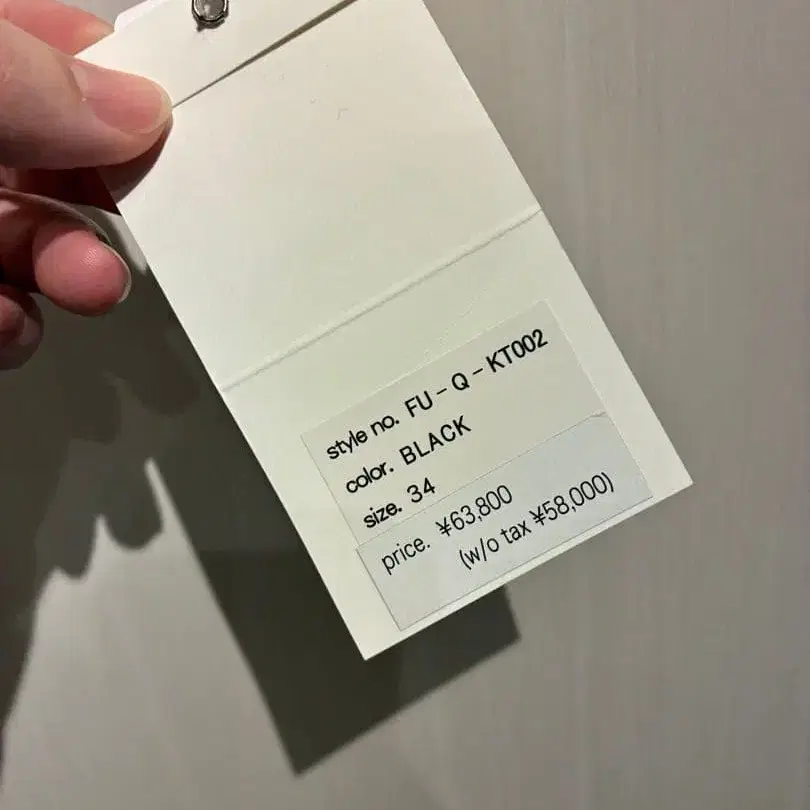 style no. FU-Q-KT002
color. BLACK
size. 34
price. ¥63,800
(w/o tax ¥58,000)